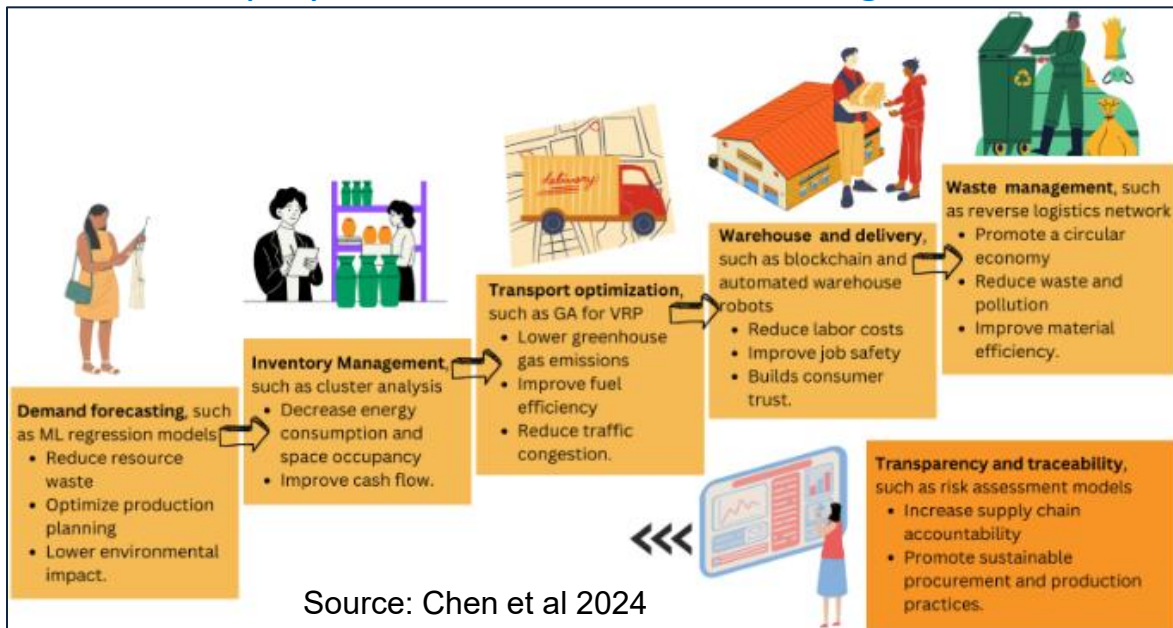 Demand forecasting, such
as ML regression models
• Reduce resource
waste
• Optimize production
planning
• Lower environmental
impact.
Inventory Management,
such as cluster analysis
• Decrease energy
consumption and
space occupancy
• Improve cash flow.
delivery
Transport optimization,
such as GA for VRP
• Lower greenhouse
gas emissions
• Improve fuel
efficiency
• Reduce traffic
congestion.
Warehouse and delivery,
such as blockchain and
automated warehouse
robots
• Reduce labor costs
• Improve job safety
• Builds consumer
trust.
Waste management, such
as reverse logistics network
• Promote a circular
economy
• Reduce waste and
pollution
• Improve material
efficiency.
Transparency and traceability,
such as risk assessment models
• Increase supply chain
accountability
• Promote sustainable
procurement and production
practices.
Source: Chen et al 2024